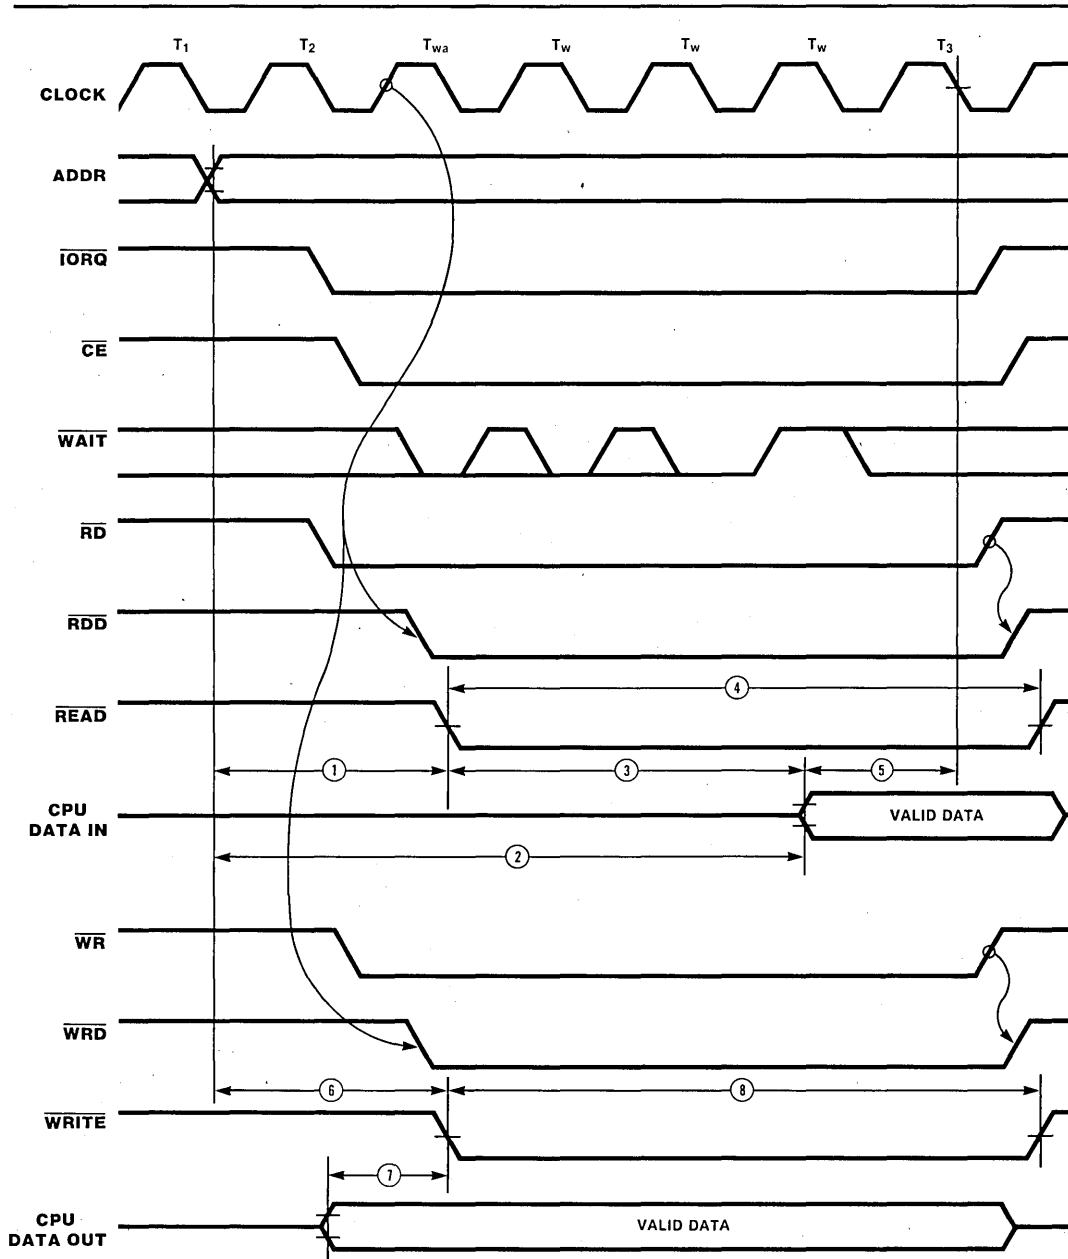 T1 T2 Twa Tw Tw Tw T3
CLOCK
ADDR
IORQ
CE
WAIT
RD
RDD
4
READ
1 3 5
CPU
DATA IN
VALID DATA
2
WR
WRD
6 8
WRITE
7
CPU
DATA OUT
VALID DATA